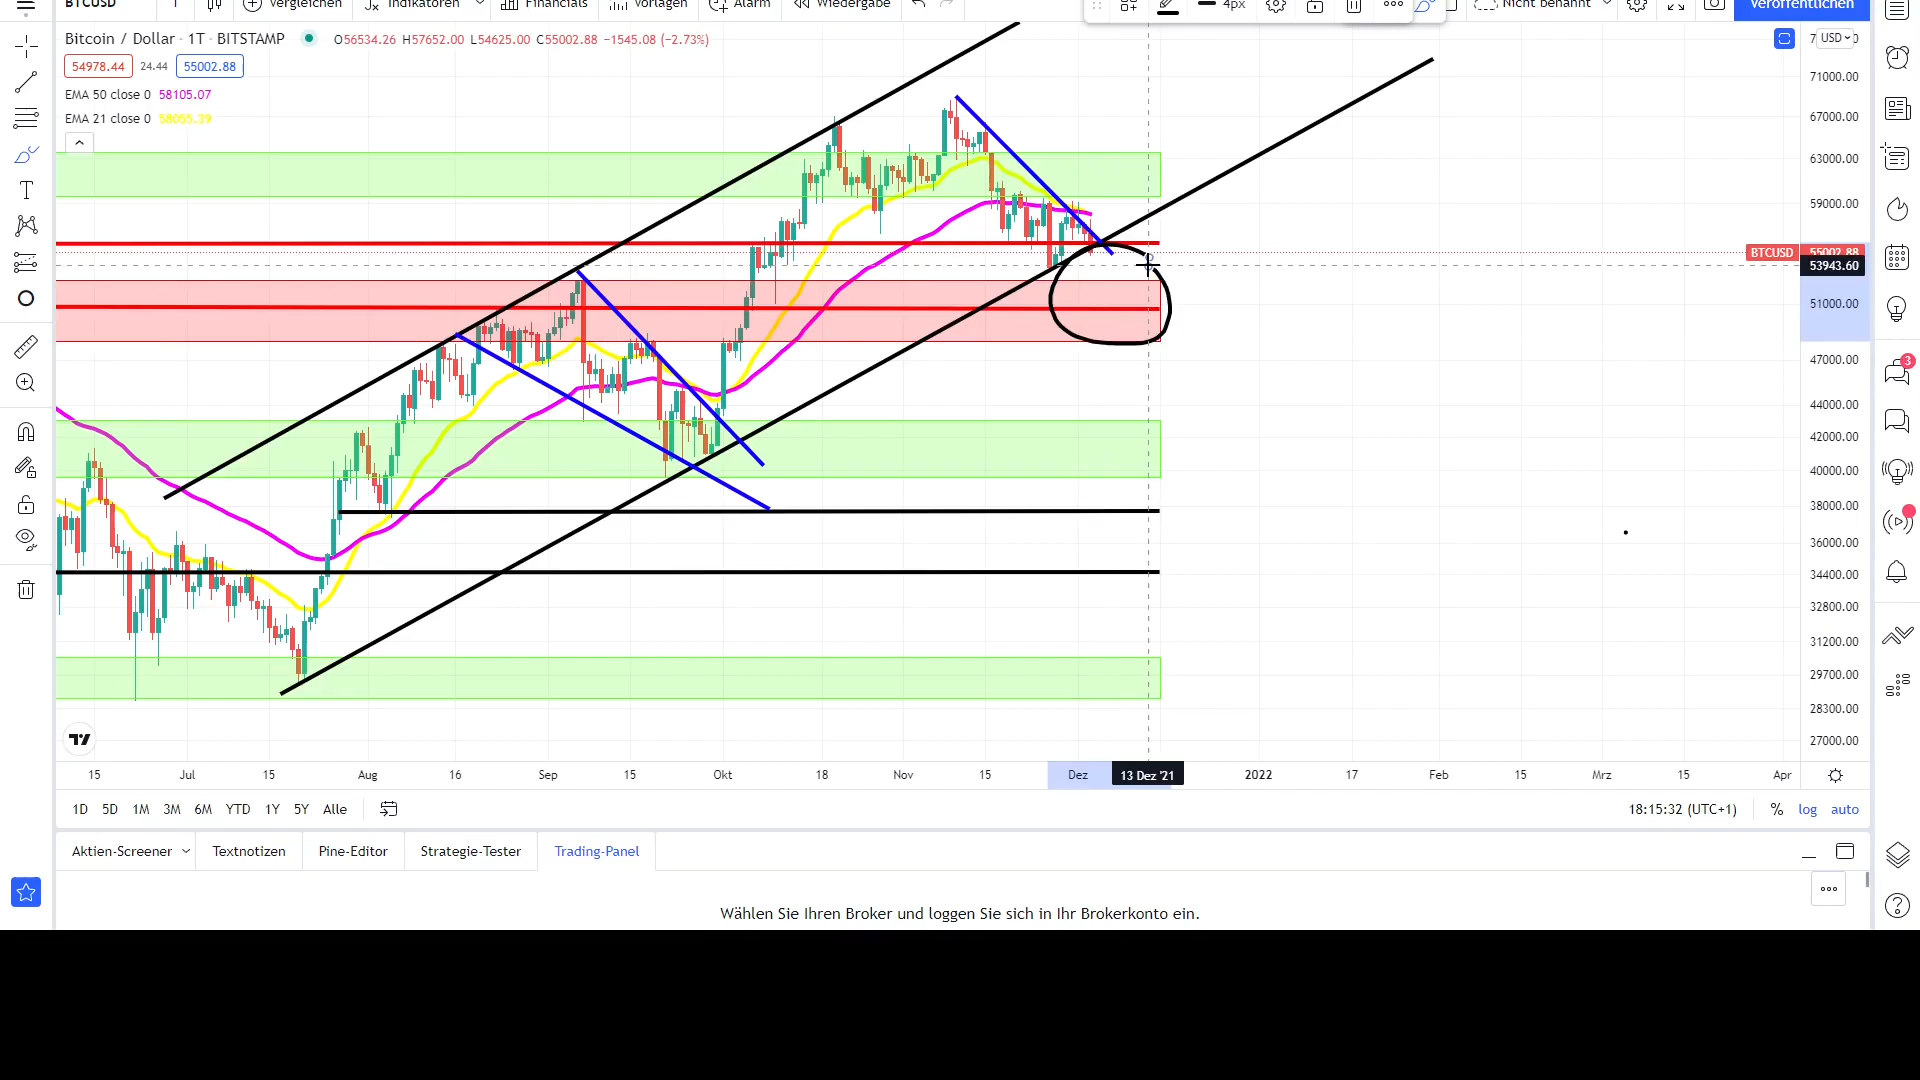 BTCUSD Vergleichen Indikatoren Financials Vorlagen Alarm Wiedergabe 4px Nicht benannt Veröffentlichen
Bitcoin / Dollar · 1T · BITSTAMP O56534.26 H57652.00 L54625.00 C55002.88 −1545.08 (−2.73%)
USD
54978.44 24.44 55002.88
71000.00
EMA 50 close 0 58105.07
67000.00
EMA 21 close 0 58055.39
63000.00
59000.00
BTCUSD 55002.88
53943.60
51000.00
47000.00
44000.00
42000.00
40000.00
38000.00
36000.00
34400.00
32800.00
31200.00
29700.00
28300.00
27000.00
3
15 Jul 15 Aug 16 Sep 15 Okt 18 Nov 15 Dez 13 Dez '21 2022 17 Feb 15 Mrz 15 Apr
1D 5D 1M 3M 6M YTD 1Y 5Y Alle 18:15:32 (UTC+1) % log auto
Aktien-Screener Textnotizen Pine-Editor Strategie-Tester Trading-Panel
Wählen Sie Ihren Broker und loggen Sie sich in Ihr Brokerkonto ein.